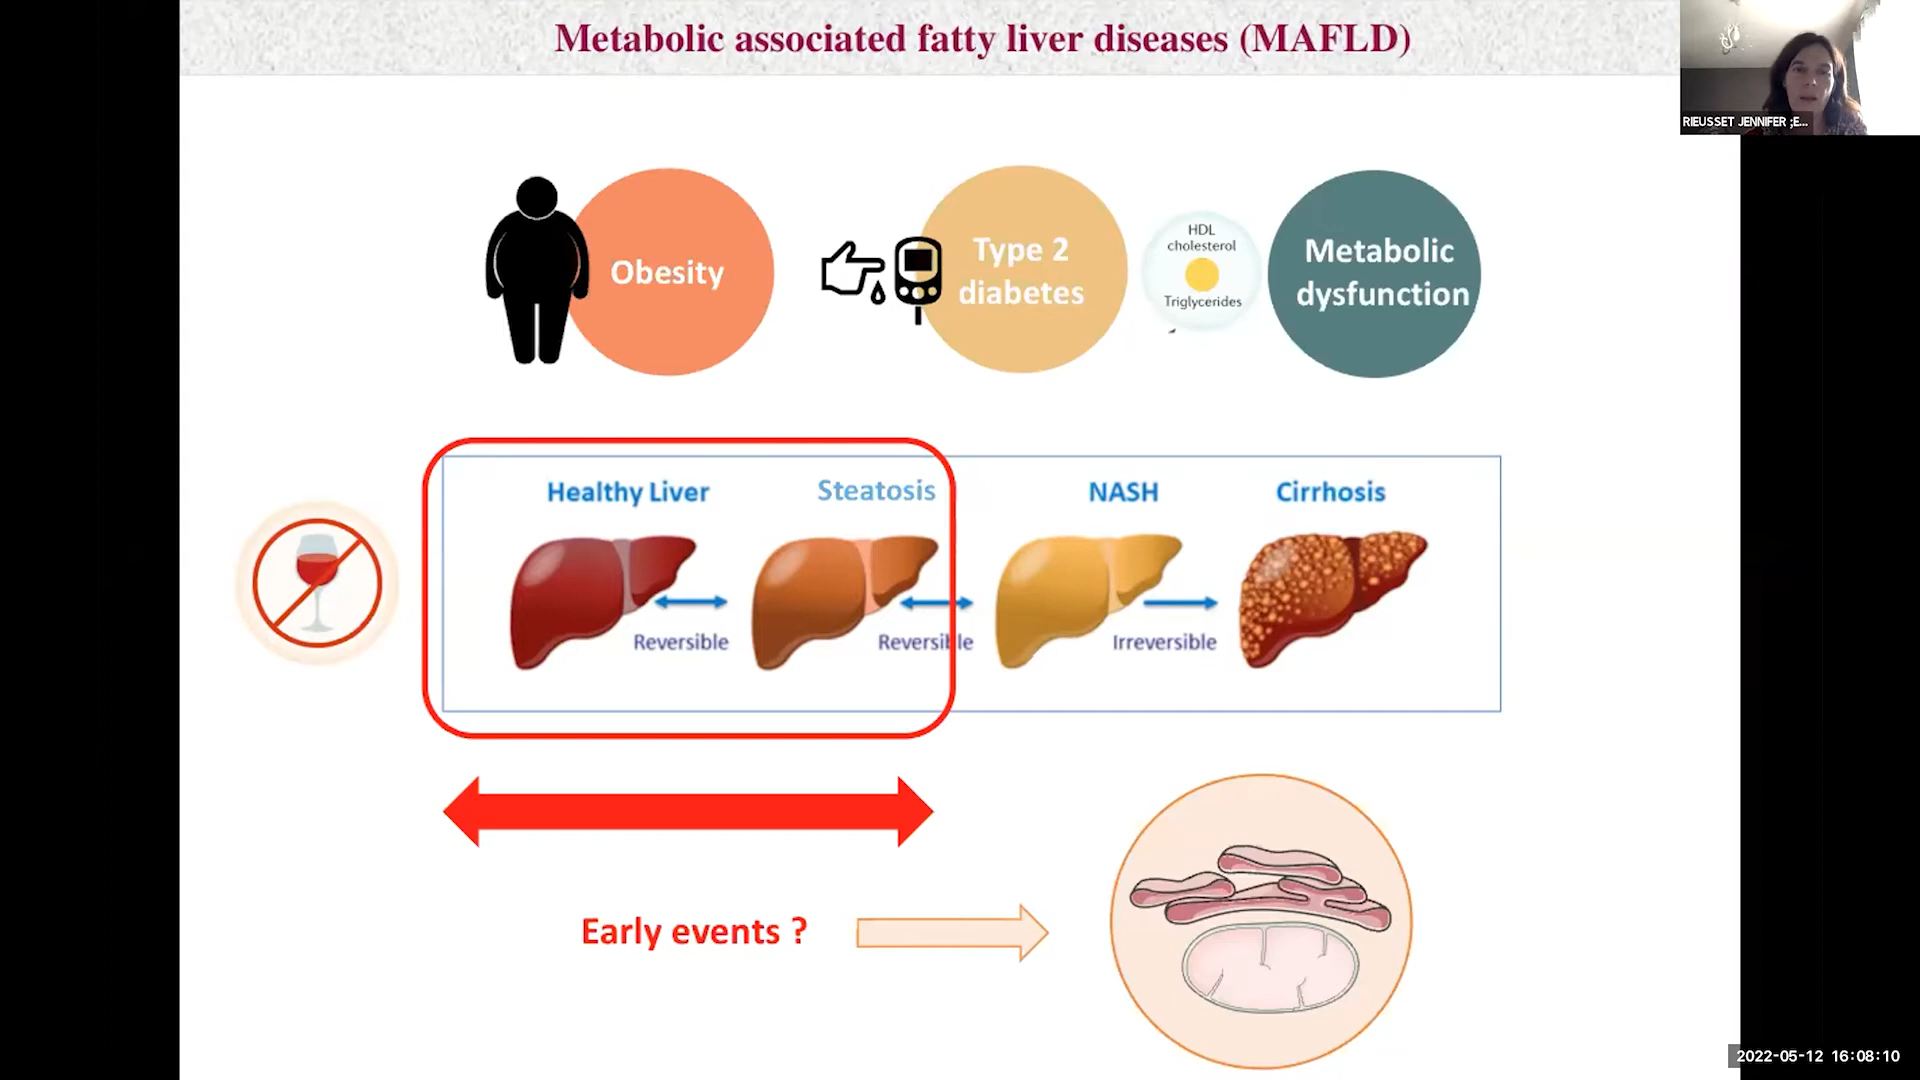 Metabolic associated fatty liver diseases (MAFLD)
RIEUSSET JENNIFER ;E...
Obesity
Type 2
diabetes
HDL
cholesterol
Triglycerides
Metabolic
dysfunction
Healthy Liver
Steatosis
NASH
Cirrhosis
Reversible
Reversible
Irreversible
Early events ?
2022-05-12 16:08:10